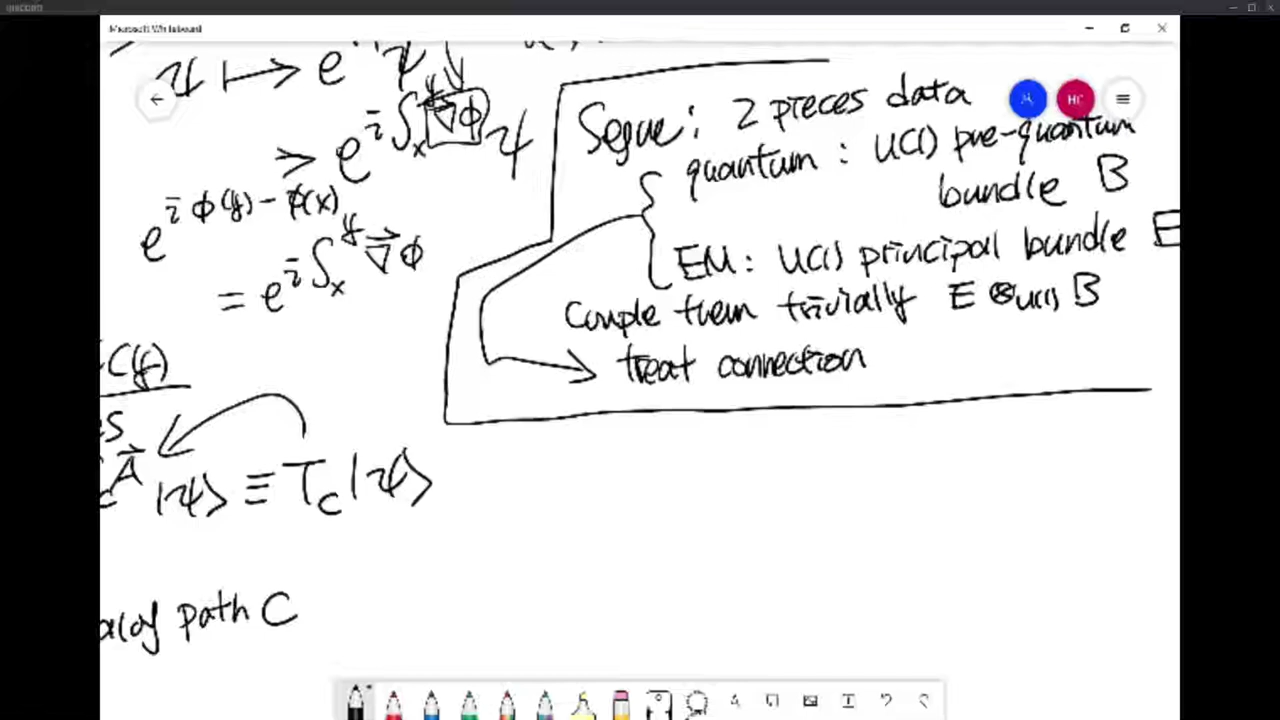 Microsoft Whiteboard
ψ ↦ e ψ
e^{i∫_x^y ∇⃗φ} ψ
e^{iφ(y) - φ(x)}
= e^{i∫_x^y ∇⃗φ}
C(y)
A⃗ |ψ⟩ ≡ T_C |ψ⟩
path C
Segue: 2 pieces data
quantum: U(1) pre-quantum
bundle B
EM: U(1) principal bundle E
Couple them trivially E ⊗_{U(1)} B
treat connection
HC